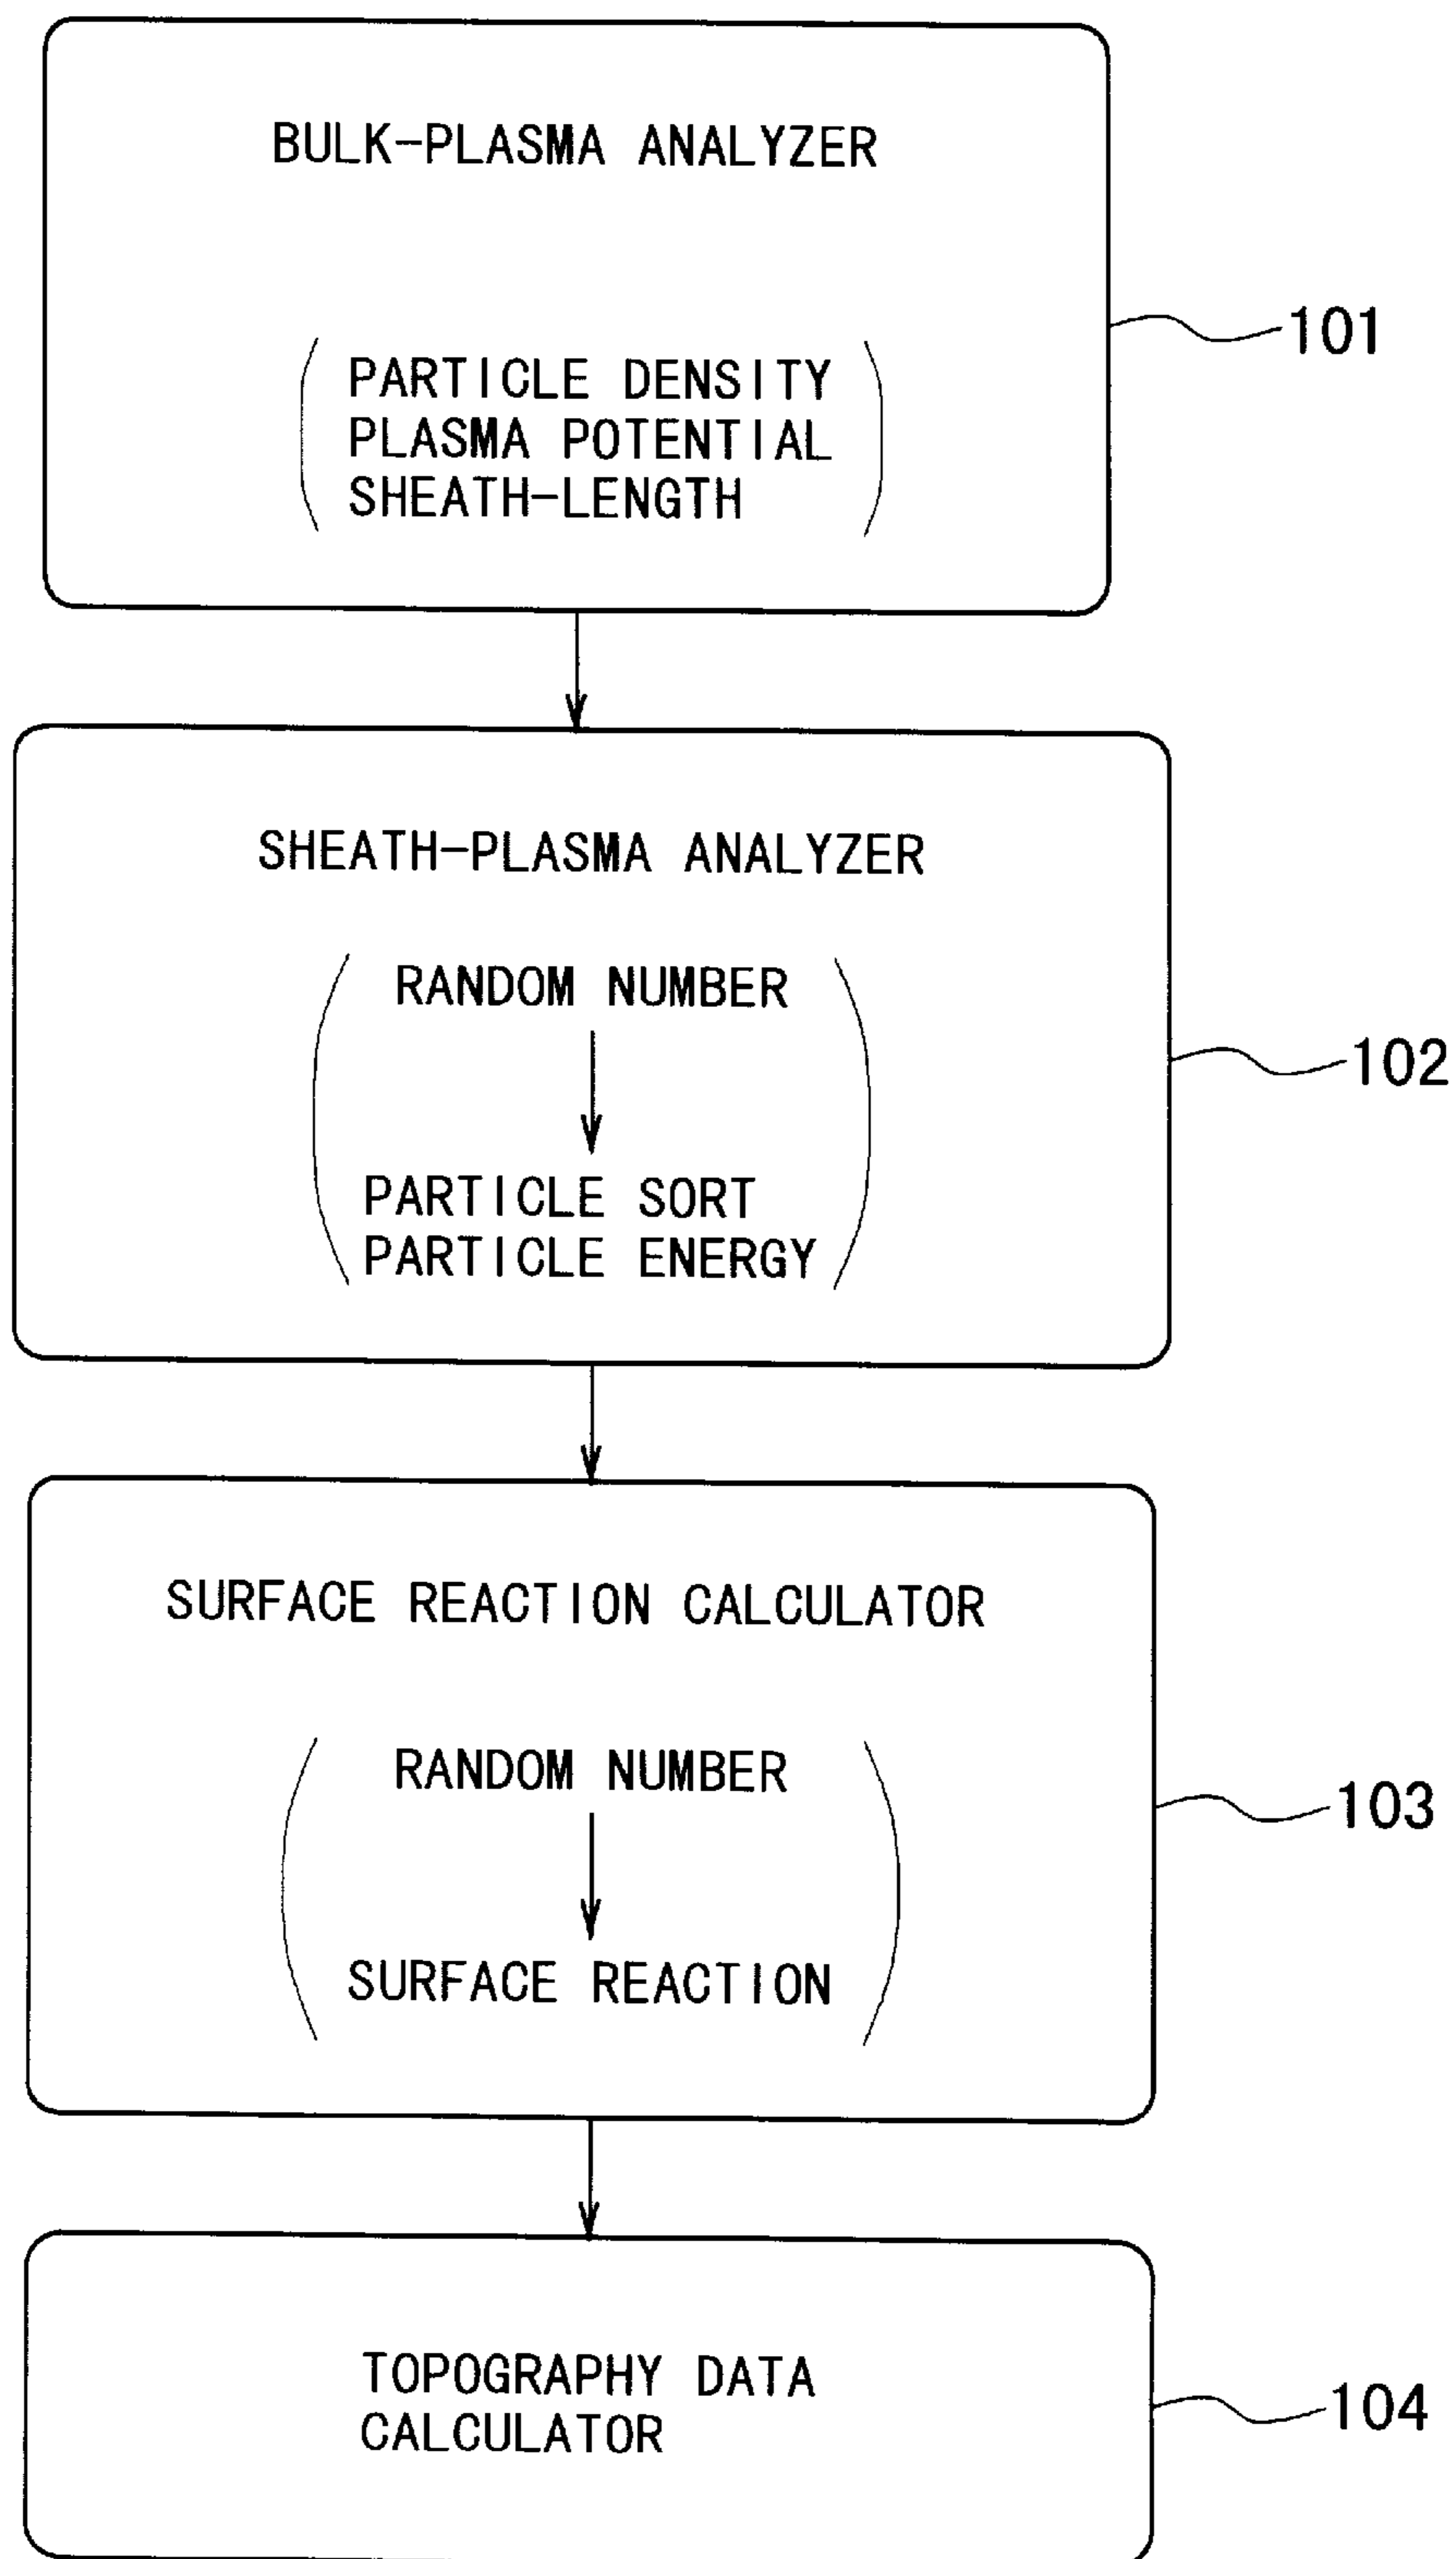 BULK-PLASMA ANALYZER
PARTICLE DENSITY
PLASMA POTENTIAL
SHEATH-LENGTH
101
SHEATH-PLASMA ANALYZER
RANDOM NUMBER
PARTICLE SORT
PARTICLE ENERGY
102
SURFACE REACTION CALCULATOR
RANDOM NUMBER
SURFACE REACTION
103
TOPOGRAPHY DATA
CALCULATOR
104